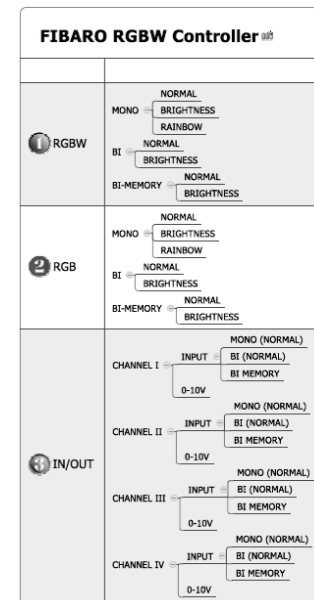 FIBARO RGBW Controller
1 RGBW
MONO
NORMAL
BRIGHTNESS
RAINBOW
BI
NORMAL
BRIGHTNESS
BI-MEMORY
NORMAL
BRIGHTNESS
2 RGB
MONO
NORMAL
BRIGHTNESS
RAINBOW
BI
NORMAL
BRIGHTNESS
BI-MEMORY
NORMAL
BRIGHTNESS
3 IN/OUT
CHANNEL I
INPUT
MONO (NORMAL)
BI (NORMAL)
BI MEMORY
0-10V
CHANNEL II
INPUT
MONO (NORMAL)
BI (NORMAL)
BI MEMORY
0-10V
CHANNEL III
INPUT
MONO (NORMAL)
BI (NORMAL)
BI MEMORY
0-10V
CHANNEL IV
INPUT
MONO (NORMAL)
BI (NORMAL)
BI MEMORY
0-10V